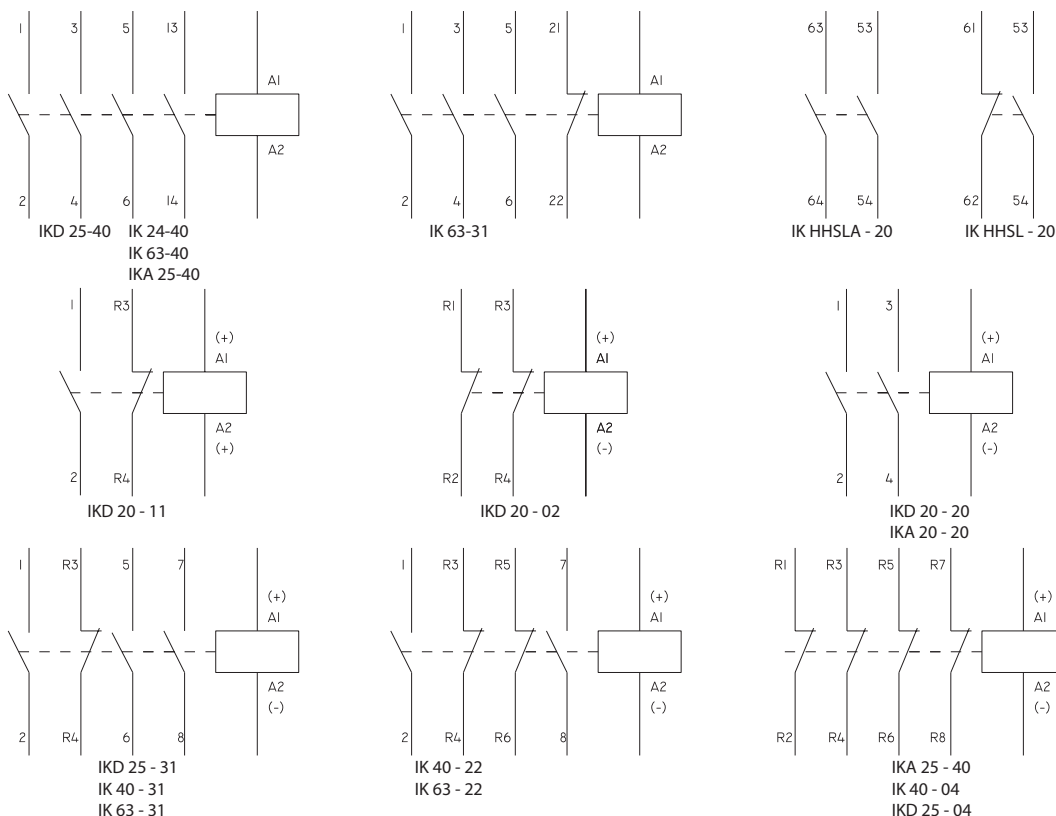 1 3 5 13
A1
A2
2 4 6 14
IKD 25-40 IK 24-40
IK 63-40
IKA 25-40
1 3 5 21
A1
A2
2 4 6 22
IK 63-31
63 53
64 54
IK HHSLA - 20
61 53
62 54
IK HHSL - 20
1 R3
(+)
A1
A2
(+)
2 R4
IKD 20 - 11
R1 R3
(+)
A1
A2
(-)
R2 R4
IKD 20 - 02
1 3
(+)
A1
A2
(-)
2 4
IKD 20 - 20
IKA 20 - 20
1 R3 5 7
(+)
A1
A2
(-)
2 R4 6 8
IKD 25 - 31
IK 40 - 31
IK 63 - 31
1 R3 R5 7
(+)
A1
A2
(-)
2 R4 R6 8
IK 40 - 22
IK 63 - 22
R1 R3 R5 R7
(+)
A1
A2
(-)
R2 R4 R6 R8
IKA 25 - 40
IK 40 - 04
IKD 25 - 04